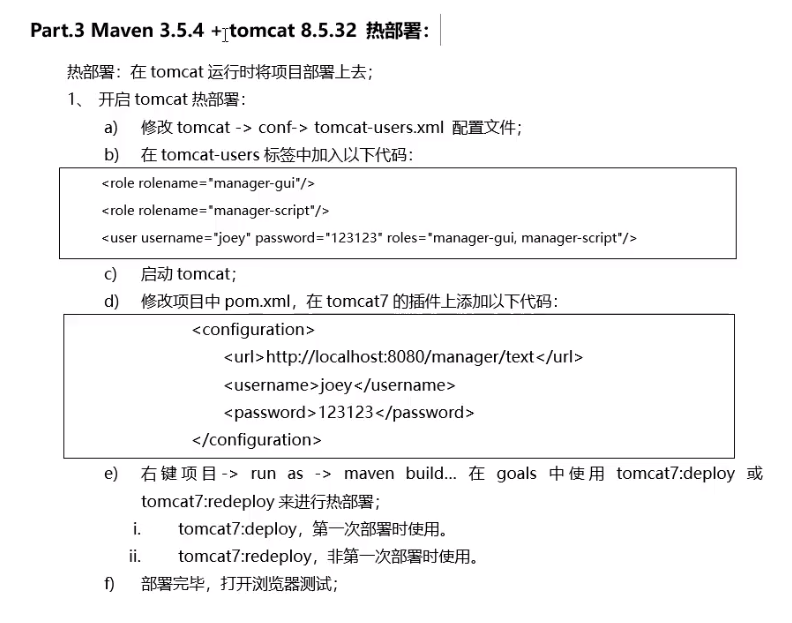 Part.3 Maven 3.5.4 + tomcat 8.5.32 热部署：
热部署：在 tomcat 运行时将项目部署上去；
1、 开启 tomcat 热部署：
a) 修改 tomcat -> conf-> tomcat-users.xml 配置文件；
b) 在 tomcat-users 标签中加入以下代码：
<role rolename="manager-gui"/>
<role rolename="manager-script"/>
<user username="joey" password="123123" roles="manager-gui, manager-script"/>
c) 启动 tomcat；
d) 修改项目中 pom.xml，在 tomcat7 的插件上添加以下代码：
<configuration>
<url>http://localhost:8080/manager/text</url>
<username>joey</username>
<password>123123</password>
</configuration>
e) 右键项目-> run as -> maven build... 在 goals 中使用 tomcat7:deploy 或
tomcat7:redeploy 来进行热部署；
i. tomcat7:deploy，第一次部署时使用。
ii. tomcat7:redeploy，非第一次部署时使用。
f) 部署完毕，打开浏览器测试；